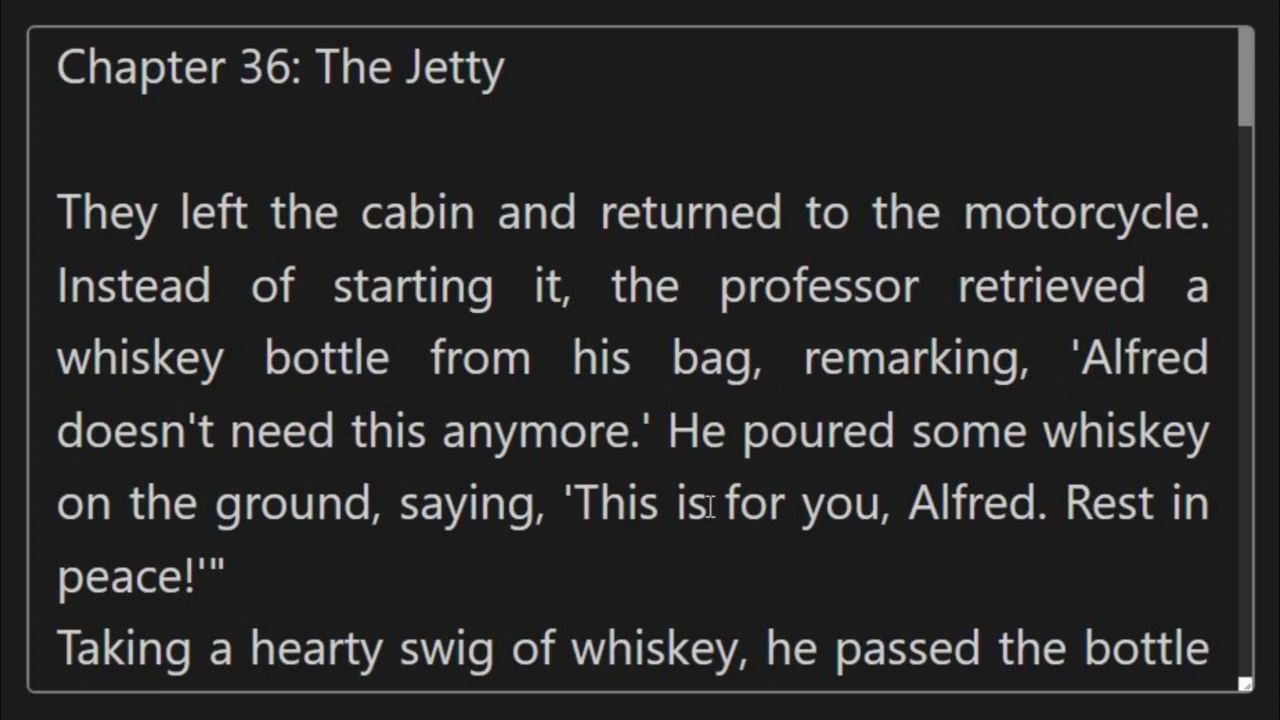 Chapter 36: The Jetty
They left the cabin and returned to the motorcycle.
Instead of starting it, the professor retrieved a
whiskey bottle from his bag, remarking, 'Alfred
doesn't need this anymore.' He poured some whiskey
on the ground, saying, 'This is for you, Alfred. Rest in
peace!'"
Taking a hearty swig of whiskey, he passed the bottle